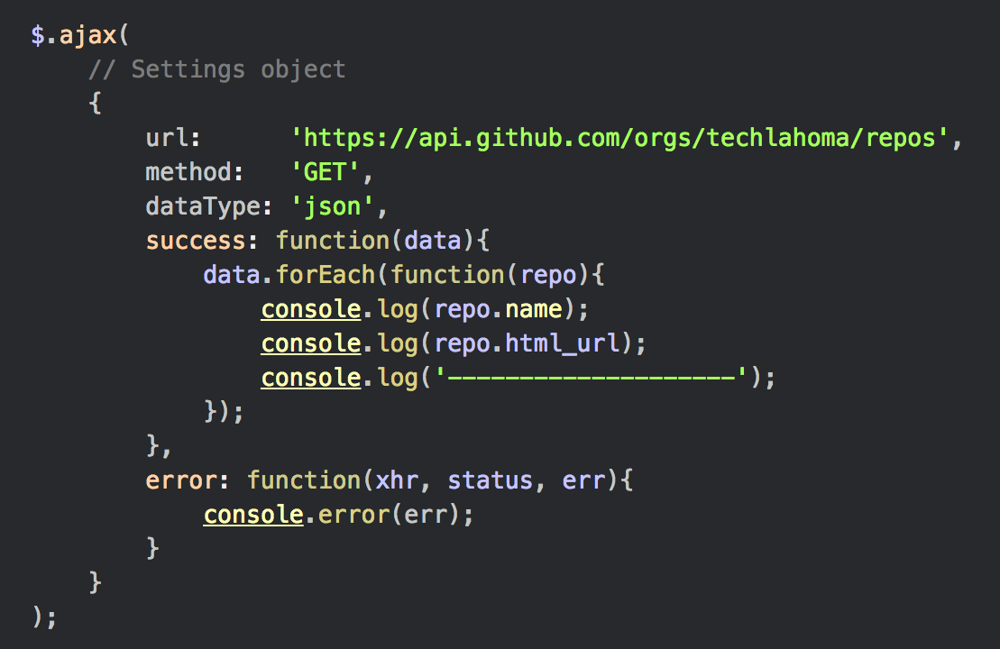 $.ajax(
    // Settings object
    {
        url:      'https://api.github.com/orgs/techlahoma/repos',
        method:   'GET',
        dataType: 'json',
        success: function(data){
            data.forEach(function(repo){
                console.log(repo.name);
                console.log(repo.html_url);
                console.log('--------------------');
            });
        },
        error: function(xhr, status, err){
            console.error(err);
        }
    }
);